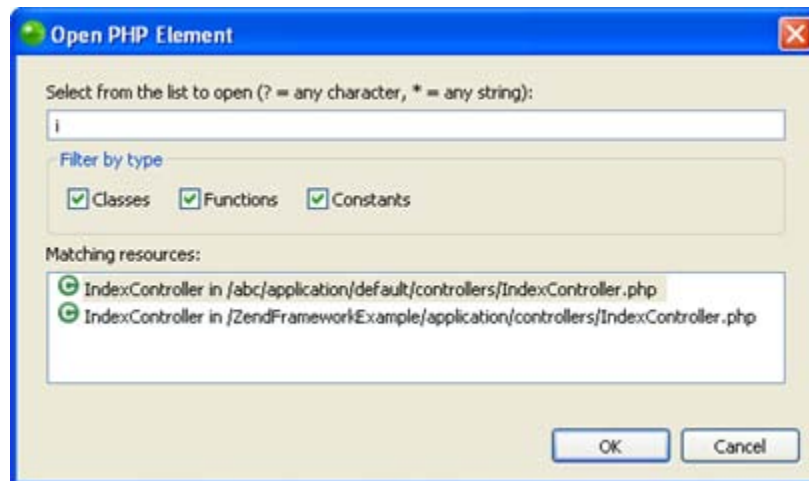 Open PHP Element
Select from the list to open (? = any character, * = any string):
i
Filter by type
Classes Functions Constants
Matching resources:
IndexController in /abc/application/default/controllers/IndexController.php
IndexController in /ZendFrameworkExample/application/controllers/IndexController.php
OK Cancel